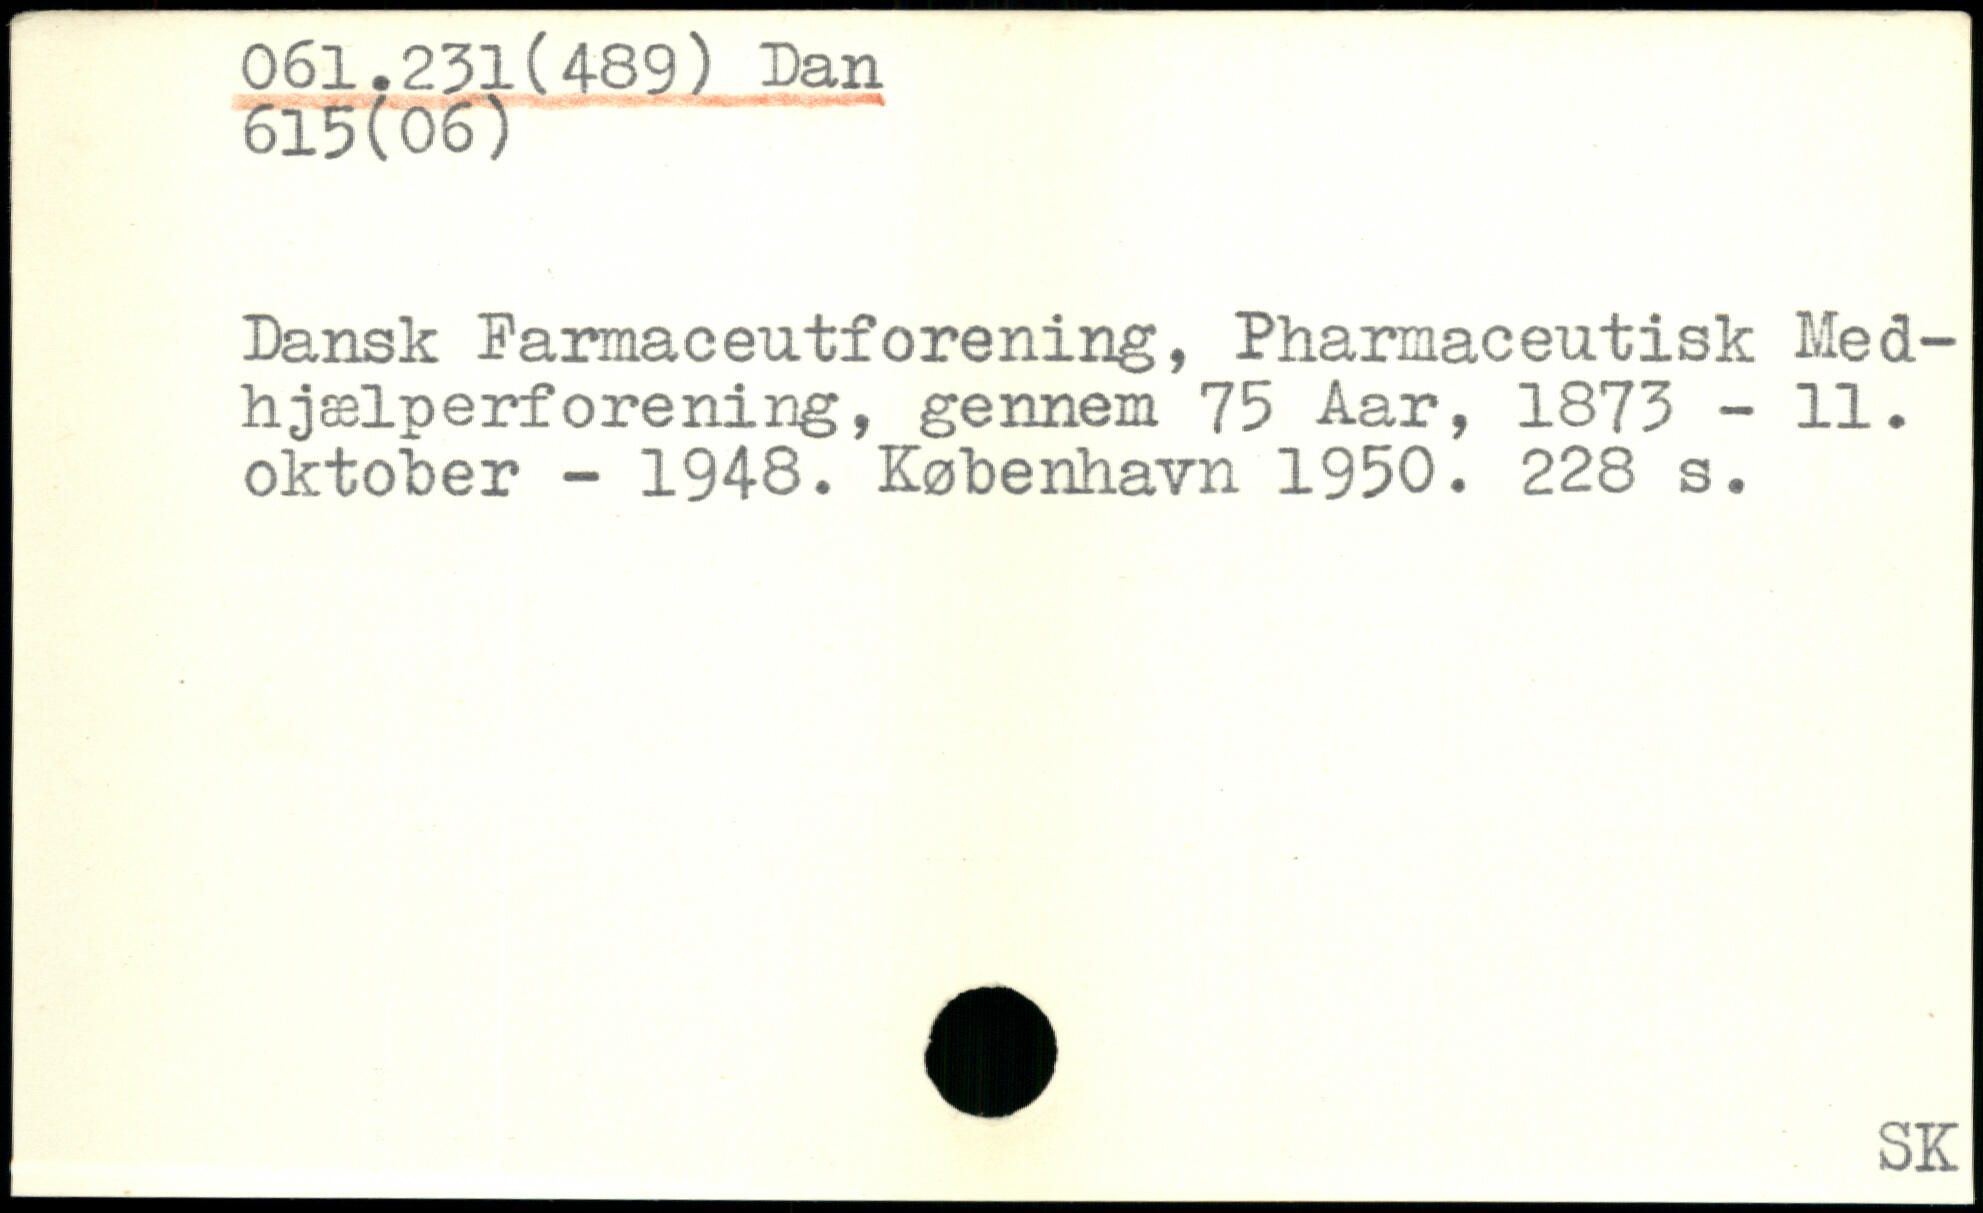 061.231(489) Dan
615(06)
Dansk Farmaceutforening, Pharmaceutisk Med-
hjælperforening, gennem 75 Aar, 1873 - 11.
oktober - 1948. København 1950. 228 s.
SK